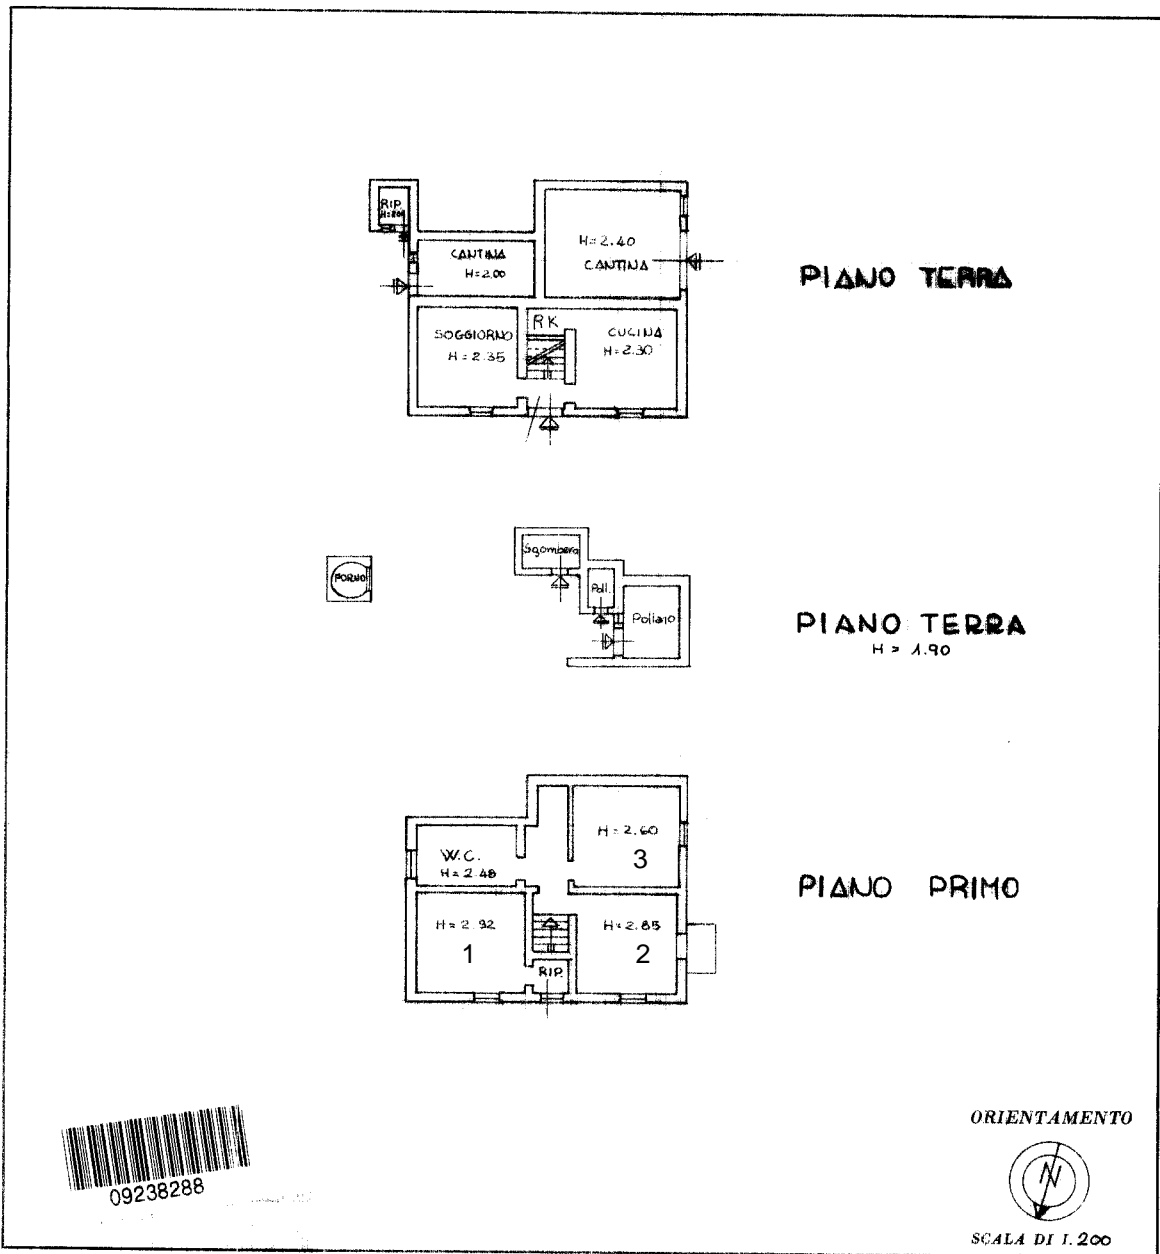 RIP.
CANTINA
H=2.00
H=2.40
CANTINA
PIANO TERRA
SOGGIORNO
H=2.35
RK
CUCINA
H=2.30
FORNO
Sgombero
Poll.
Pollaio
PIANO TERRA
H=1.90
W.C.
H=2.48
H=2.60
3
PIANO PRIMO
H=2.92
1
H=2.85
2
RIP.
09238288
ORIENTAMENTO
N
SCALA DI 1.200